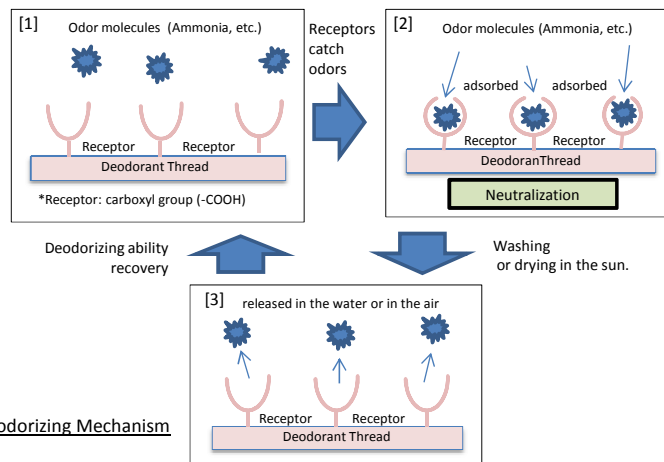 [1]
Odor molecules (Ammonia, etc.)
Receptor Receptor
Deodorant Thread
*Receptor: carboxyl group (-COOH)
Receptors
catch
odors
[2]
Odor molecules (Ammonia, etc.)
adsorbed adsorbed
Receptor Receptor
DeodoranThread
Neutralization
Deodorizing ability
recovery
Washing
or drying in the sun.
[3]
released in the water or in the air
Receptor Receptor
Deodorant Thread
odorizing Mechanism